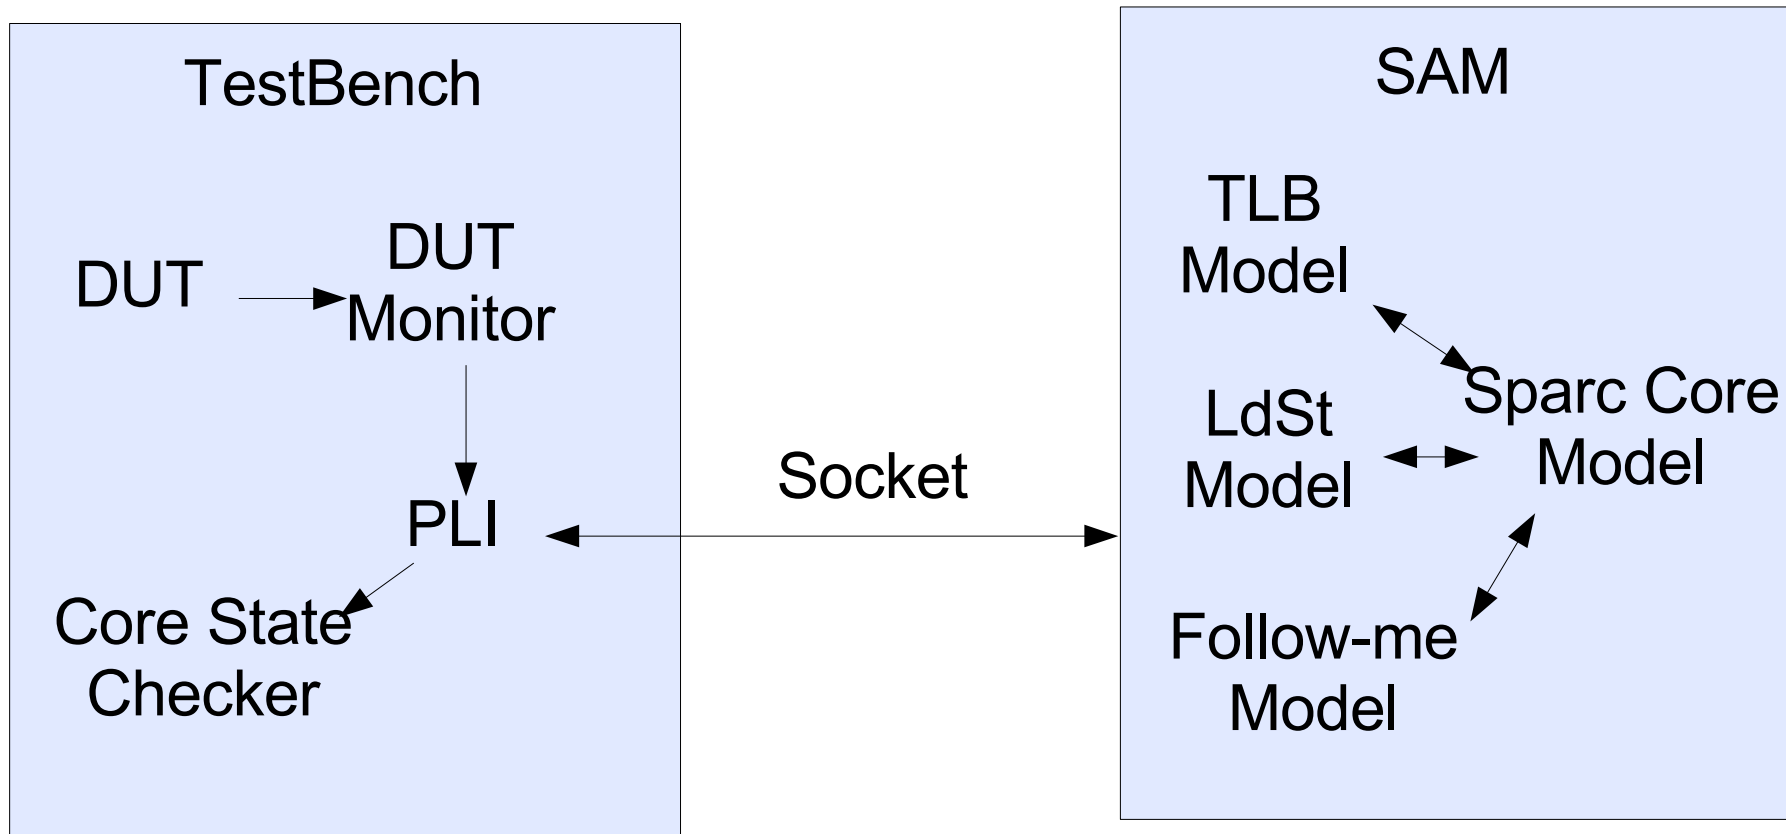 TestBench
DUT
DUT
Monitor
PLI
Core State
Checker
Socket
SAM
TLB
Model
LdSt
Model
Sparc Core
Model
Follow-me
Model